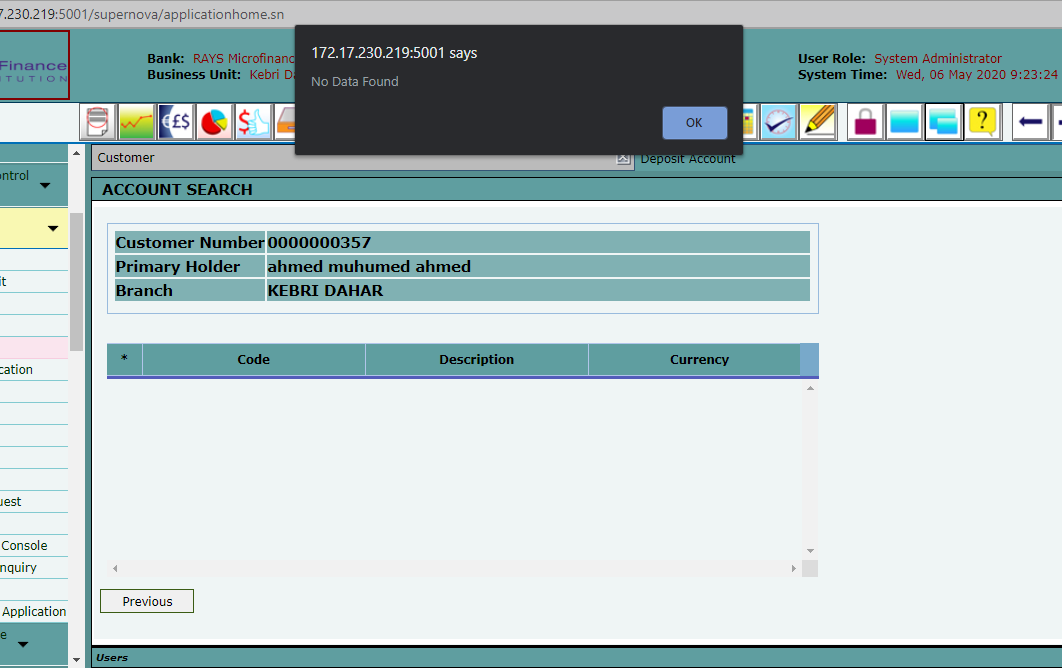 7.230.219:5001/supernova/applicationhome.sn
172.17.230.219:5001 says
No Data Found
OK
Finance
ITUTION
Bank: RAYS Microfinanc
Business Unit: Kebri Da
User Role: System Administrator
System Time: Wed, 06 May 2020 9:23:24
€£$
$
?
Customer
Deposit Account
ontrol
ACCOUNT SEARCH
Customer Number 0000000357
Primary Holder ahmed muhumed ahmed
Branch KEBRI DAHAR
it
* Code Description Currency
cation
uest
Console
nquiry
Application
Previous
e
Users